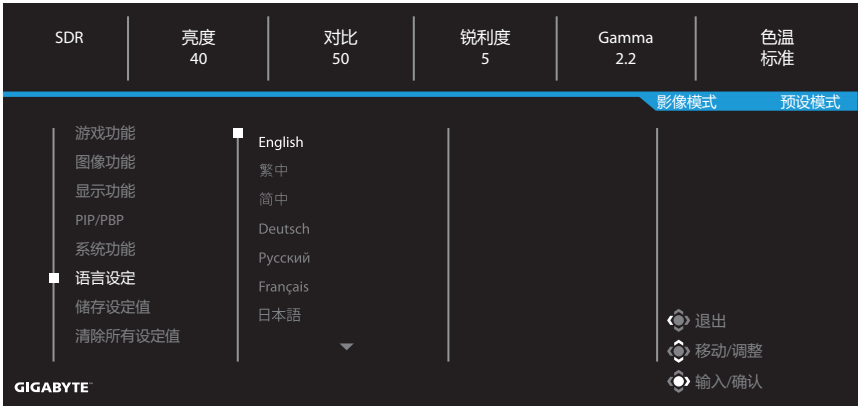 SDR 亮度 对比 锐利度 Gamma 色温
40 50 5 2.2 标准
影像模式 预设模式
游戏功能
图像功能
显示功能
PIP/PBP
系统功能
语言设定
储存设定值
清除所有设定值
English
繁中
简中
Deutsch
Русский
Français
日本語
退出
移动/调整
输入/确认
GIGABYTE™